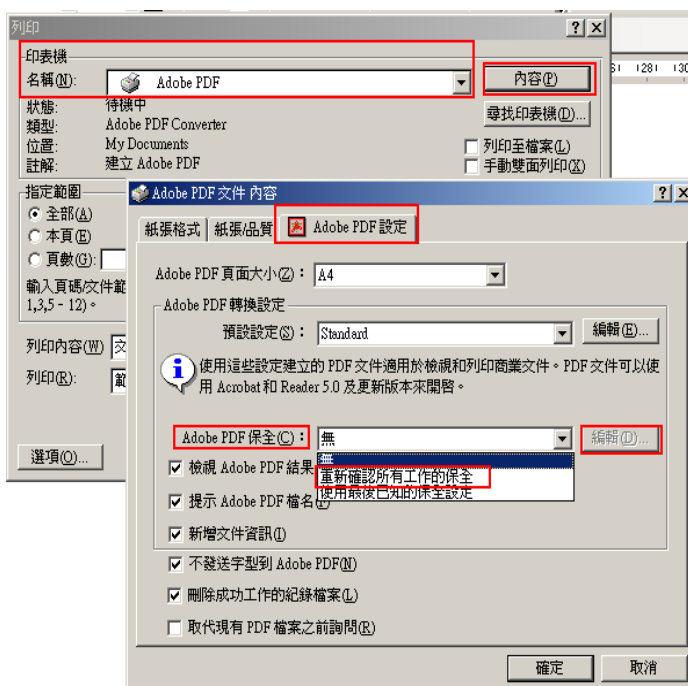 列印
印表機
名稱(N): Adobe PDF 內容(P)
狀態: 待機中
類型: Adobe PDF Converter
尋找印表機(D)...
位置: My Documents
列印至檔案(L)
註解: 建立 Adobe PDF
手動雙面列印(X)
指定範圍
全部(A)
本頁(E)
頁數(G):
輸入頁碼/文件範
1,3,5 - 12)。
列印內容(W)
列印(R): 範
選項(O)...
Adobe PDF 文件 內容
紙張格式 紙張/品質 Adobe PDF 設定
Adobe PDF 頁面大小(Z)： A4
Adobe PDF 轉換設定
預設設定(S)： Standard 編輯(E)...
使用這些設定建立的 PDF 文件適用於檢視和列印商業文件。PDF 文件可以使
用 Acrobat 和 Reader 5.0 及更新版本來開啓。
Adobe PDF 保全(C)： 無 編輯(D)...
無
重新確認所有工作的保全
使用最後已知的保全設定
檢視 Adobe PDF 結果
提示 Adobe PDF 檔名
新增文件資訊(I)
不發送字型到 Adobe PDF(N)
刪除成功工作的紀錄檔案(L)
取代現有 PDF 檔案之前詢問(R)
確定 取消